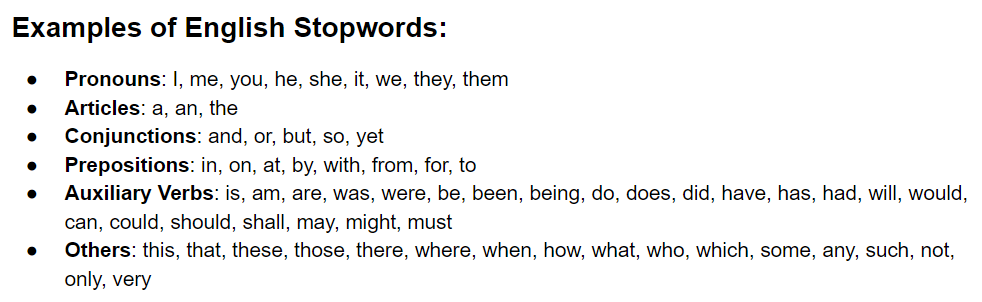 Examples of English Stopwords:
● Pronouns: I, me, you, he, she, it, we, they, them
● Articles: a, an, the
● Conjunctions: and, or, but, so, yet
● Prepositions: in, on, at, by, with, from, for, to
● Auxiliary Verbs: is, am, are, was, were, be, been, being, do, does, did, have, has, had, will, would,
can, could, should, shall, may, might, must
● Others: this, that, these, those, there, where, when, how, what, who, which, some, any, such, not,
only, very